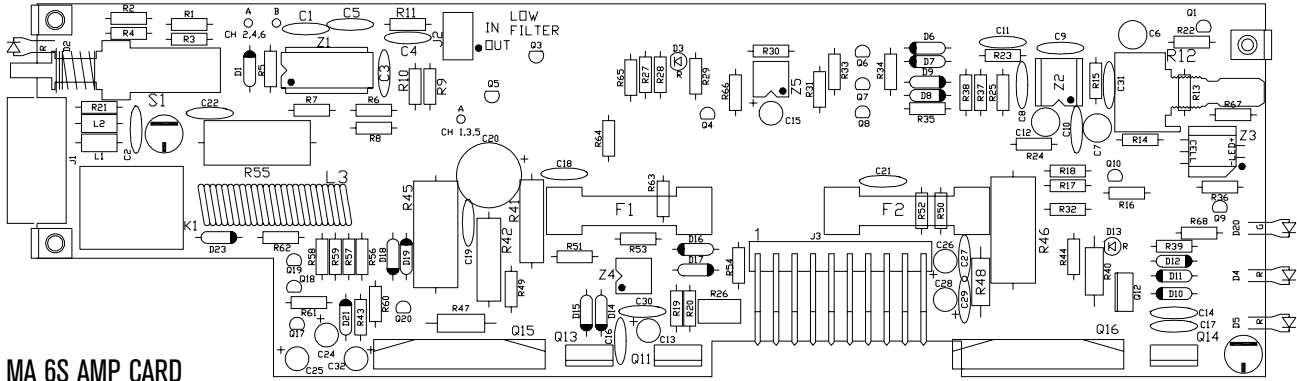 R2
R1
A
B
C1
C5
R11
IN
LOW
FILTER
OUT
J2
Q3
R4
R3
CH 2,4,6
Z1
C4
R
D2
D1
R5
C3
R10
R9
Q5
A
CH 1,3,5
R65
R27
R28
D3
R
R29
Q4
R66
R30
Z5
C15
R31
R33
Q6
Q7
Q8
R34
D6
D7
D9
D8
R35
C11
R23
C9
R38
R37
R25
C8
Z2
C10
C12
R24
R15
C31
C7
C6
Q1
R22
R12
R13
R67
R14
Z3
CELL
LED+
R21
L2
L1
J1
C2
S1
C22
R7
R6
R8
R55
L3
K1
D23
R62
C20
R45
C19
R42
R41
C18
R64
F1
R63
R53
R51
C21
F2
R52
R50
R46
R18
R17
R32
Q10
R16
R36
Q9
R68
D20
G
D4
R
D5
R
Q19
Q18
R58
R59
R57
R56
D18
D19
R61
Q17
C24
C25
D21
R43
R60
C32
Q20
R47
R49
Q15
Z4
D16
D17
R54
D15
D14
C30
C16
C13
R19
R20
R26
Q13
Q11
1
J3
C26
C28
C27
C29
R48
R44
R40
D13
R
Q12
R39
D12
D11
D10
C14
C17
Q16
Q14
MA 6S AMP CARD